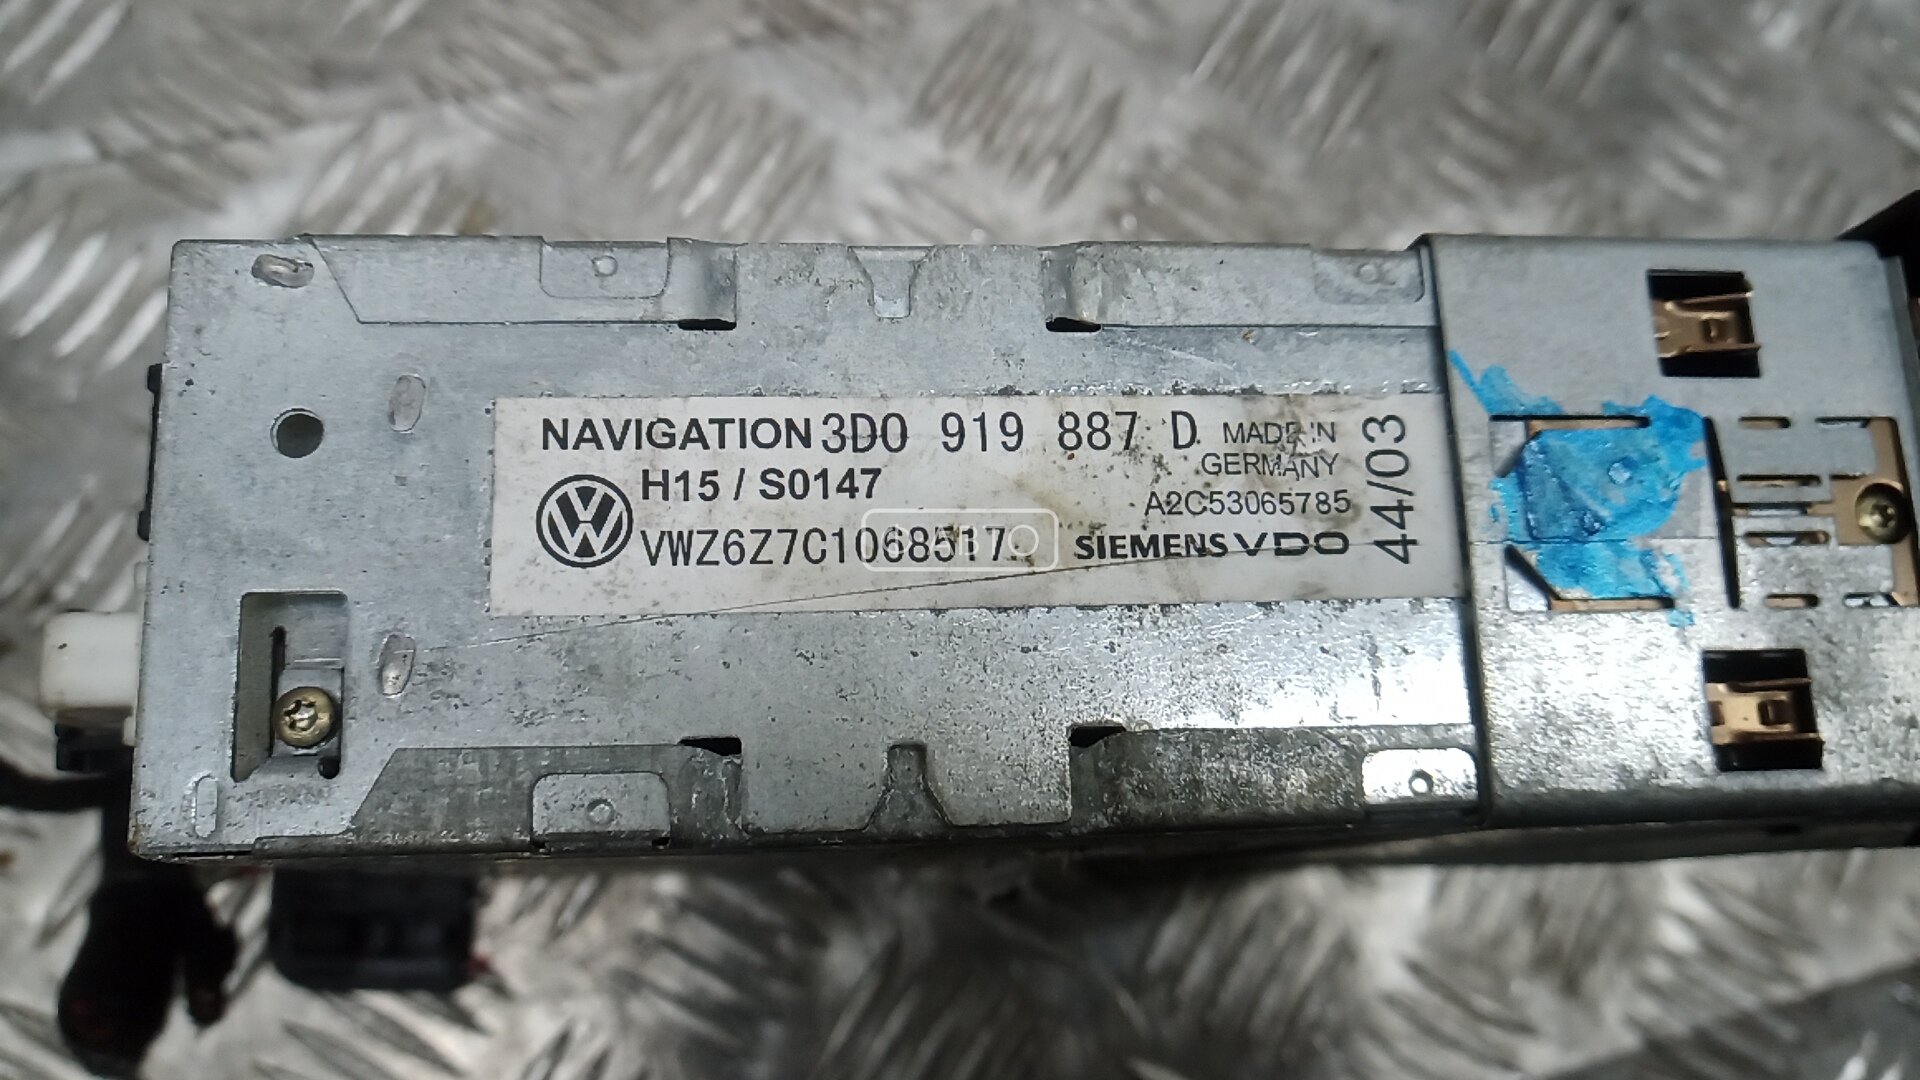 NAVIGATION 3D0 919 887 D
MADE IN
GERMANY
H15 / S0147
A2C53065785
VWZ6Z7C1068517
SIEMENS VDO
44/03